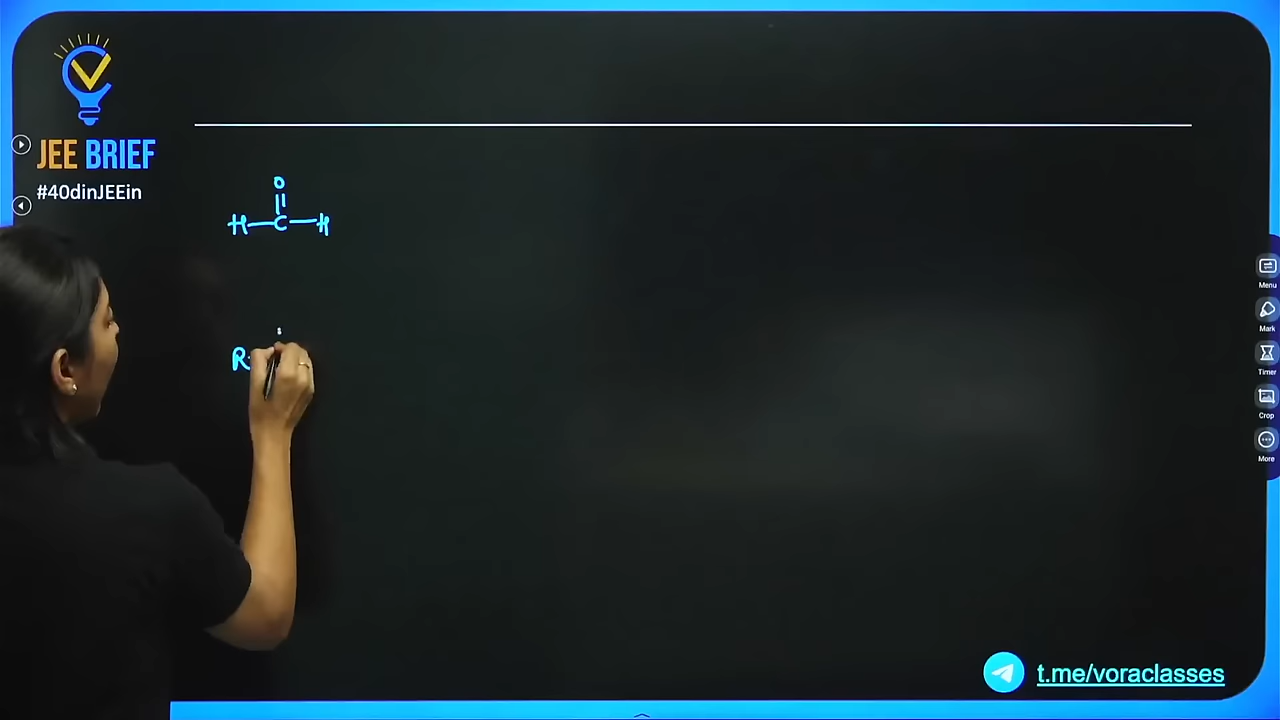 JEE BRIEF
#40dinJEEin
O
H-C-H
R
Menu
Mark
Timer
Crop
More
t.me/voraclasses